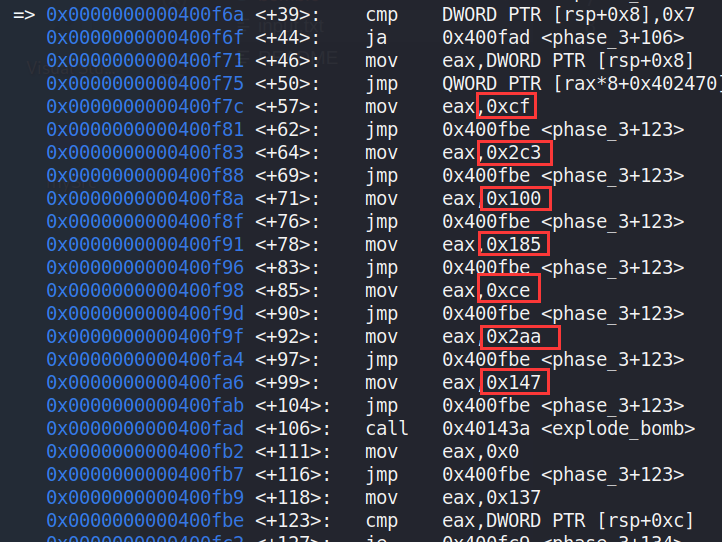 => 0x0000000000400f6a <+39>: cmp DWORD PTR [rsp+0x8],0x7
0x0000000000400f6f <+44>: ja 0x400fad <phase_3+106>
0x0000000000400f71 <+46>: mov eax,DWORD PTR [rsp+0x8]
0x0000000000400f75 <+50>: jmp QWORD PTR [rax*8+0x402470]
0x0000000000400f7c <+57>: mov eax,0xcf
0x0000000000400f81 <+62>: jmp 0x400fbe <phase_3+123>
0x0000000000400f83 <+64>: mov eax,0x2c3
0x0000000000400f88 <+69>: jmp 0x400fbe <phase_3+123>
0x0000000000400f8a <+71>: mov eax,0x100
0x0000000000400f8f <+76>: jmp 0x400fbe <phase_3+123>
0x0000000000400f91 <+78>: mov eax,0x185
0x0000000000400f96 <+83>: jmp 0x400fbe <phase_3+123>
0x0000000000400f98 <+85>: mov eax,0xce
0x0000000000400f9d <+90>: jmp 0x400fbe <phase_3+123>
0x0000000000400f9f <+92>: mov eax,0x2aa
0x0000000000400fa4 <+97>: jmp 0x400fbe <phase_3+123>
0x0000000000400fa6 <+99>: mov eax,0x147
0x0000000000400fab <+104>: jmp 0x400fbe <phase_3+123>
0x0000000000400fad <+106>: call 0x40143a <explode_bomb>
0x0000000000400fb2 <+111>: mov eax,0x0
0x0000000000400fb7 <+116>: jmp 0x400fbe <phase_3+123>
0x0000000000400fb9 <+118>: mov eax,0x137
0x0000000000400fbe <+123>: cmp eax,DWORD PTR [rsp+0xc]